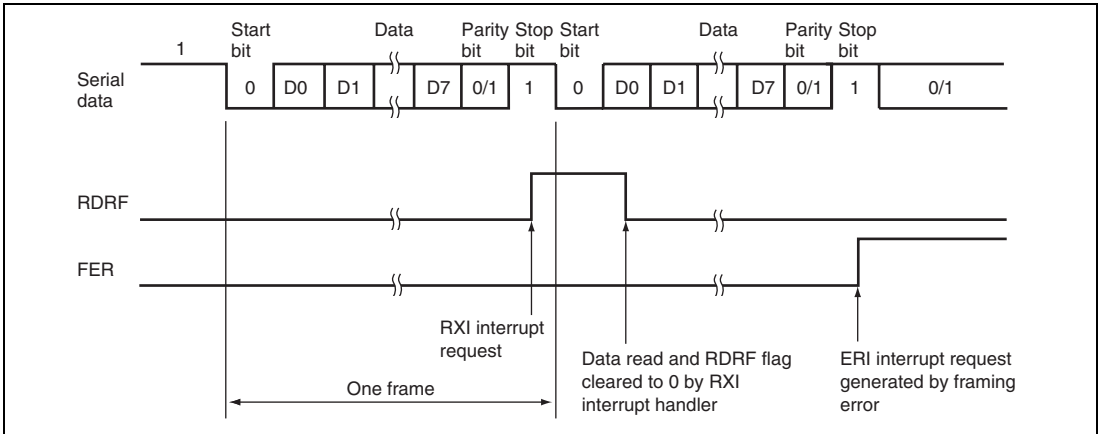 Start Data Parity Stop Start Data Parity Stop
1 bit bit bit bit bit bit
Serial data 0 D0 D1 D7 0/1 1 0 D0 D1 D7 0/1 1 0/1
RDRF
FER
RXI interrupt
request
Data read and RDRF flag
cleared to 0 by RXI
interrupt handler
ERI interrupt request
generated by framing
error
One frame